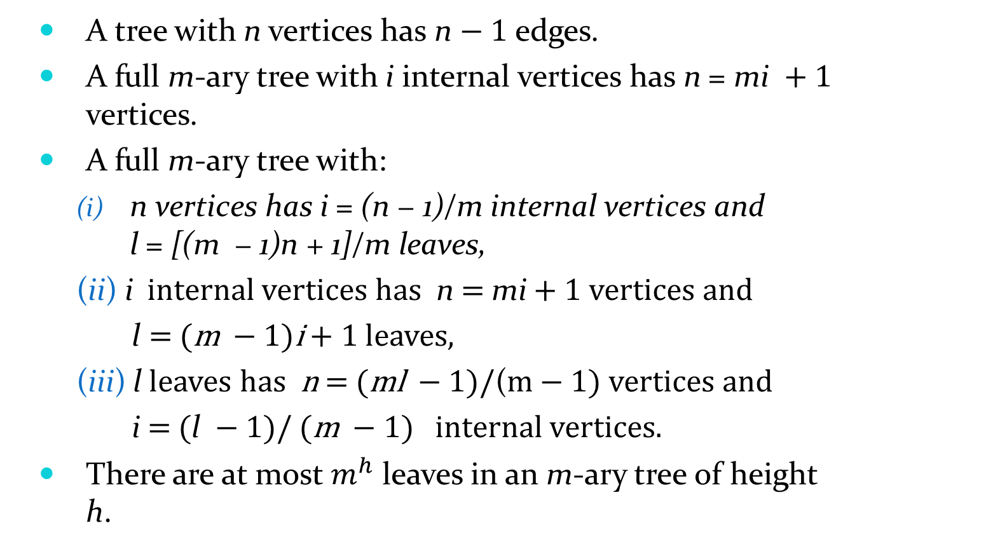 • A tree with n vertices has n − 1 edges.
• A full m-ary tree with i internal vertices has n = mi + 1
vertices.
• A full m-ary tree with:
(i) n vertices has i = (n − 1)/m internal vertices and
l = [(m − 1)n + 1]/m leaves,
(ii) i internal vertices has n = mi + 1 vertices and
l = (m − 1)i + 1 leaves,
(iii) l leaves has n = (ml − 1)/(m − 1) vertices and
i = (l − 1)/ (m − 1) internal vertices.
• There are at most mʰ leaves in an m-ary tree of height
h.